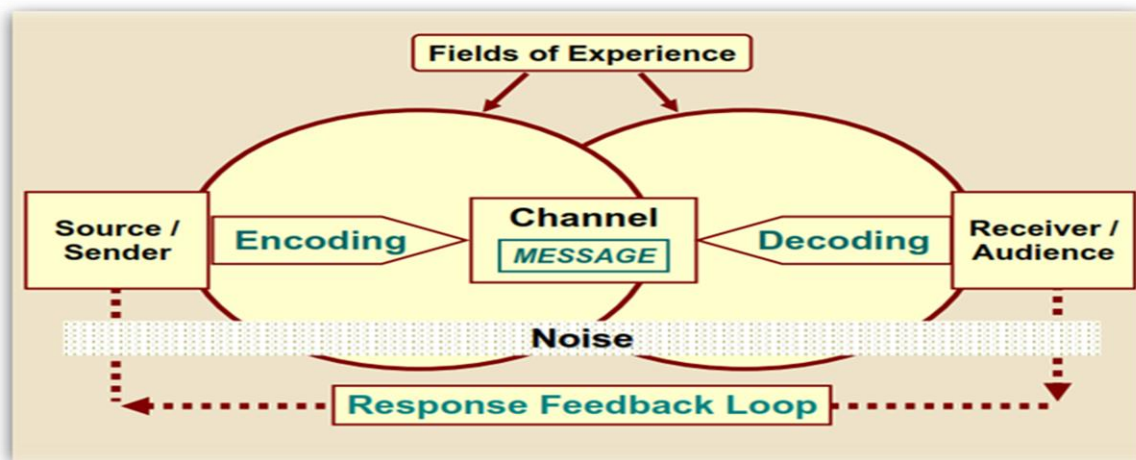 Fields of Experience
Source /
Sender
Encoding
Channel
MESSAGE
Decoding
Receiver /
Audience
Noise
Response Feedback Loop